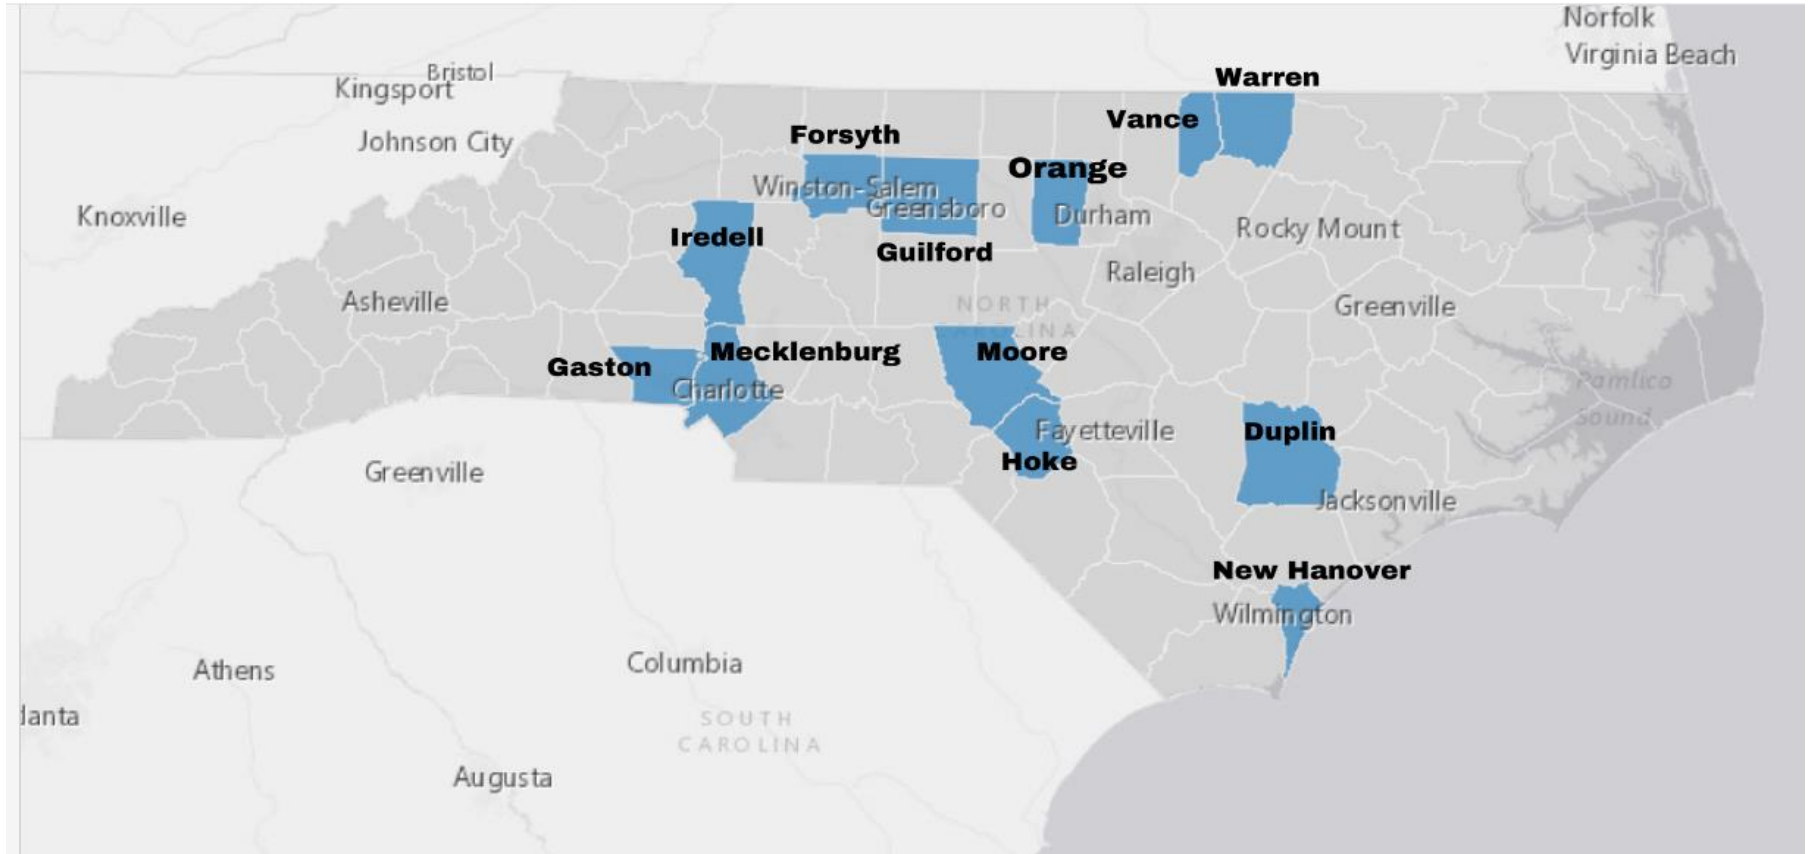 Norfolk
Virginia Beach
Bristol
Kingsport
Johnson City
Knoxville
Warren
Vance
Forsyth
Orange
Winston-Salem
Greensboro
Durham
Rocky Mount
Iredell
Guilford
Raleigh
Asheville
NORTH
CAROLINA
Greenville
Gaston
Mecklenburg
Moore
Charlotte
Pamlico
Sound
Fayetteville
Duplin
Hoke
Greenville
Jacksonville
New Hanover
Wilmington
Athens
Columbia
lanta
SOUTH
CAROLINA
Augusta